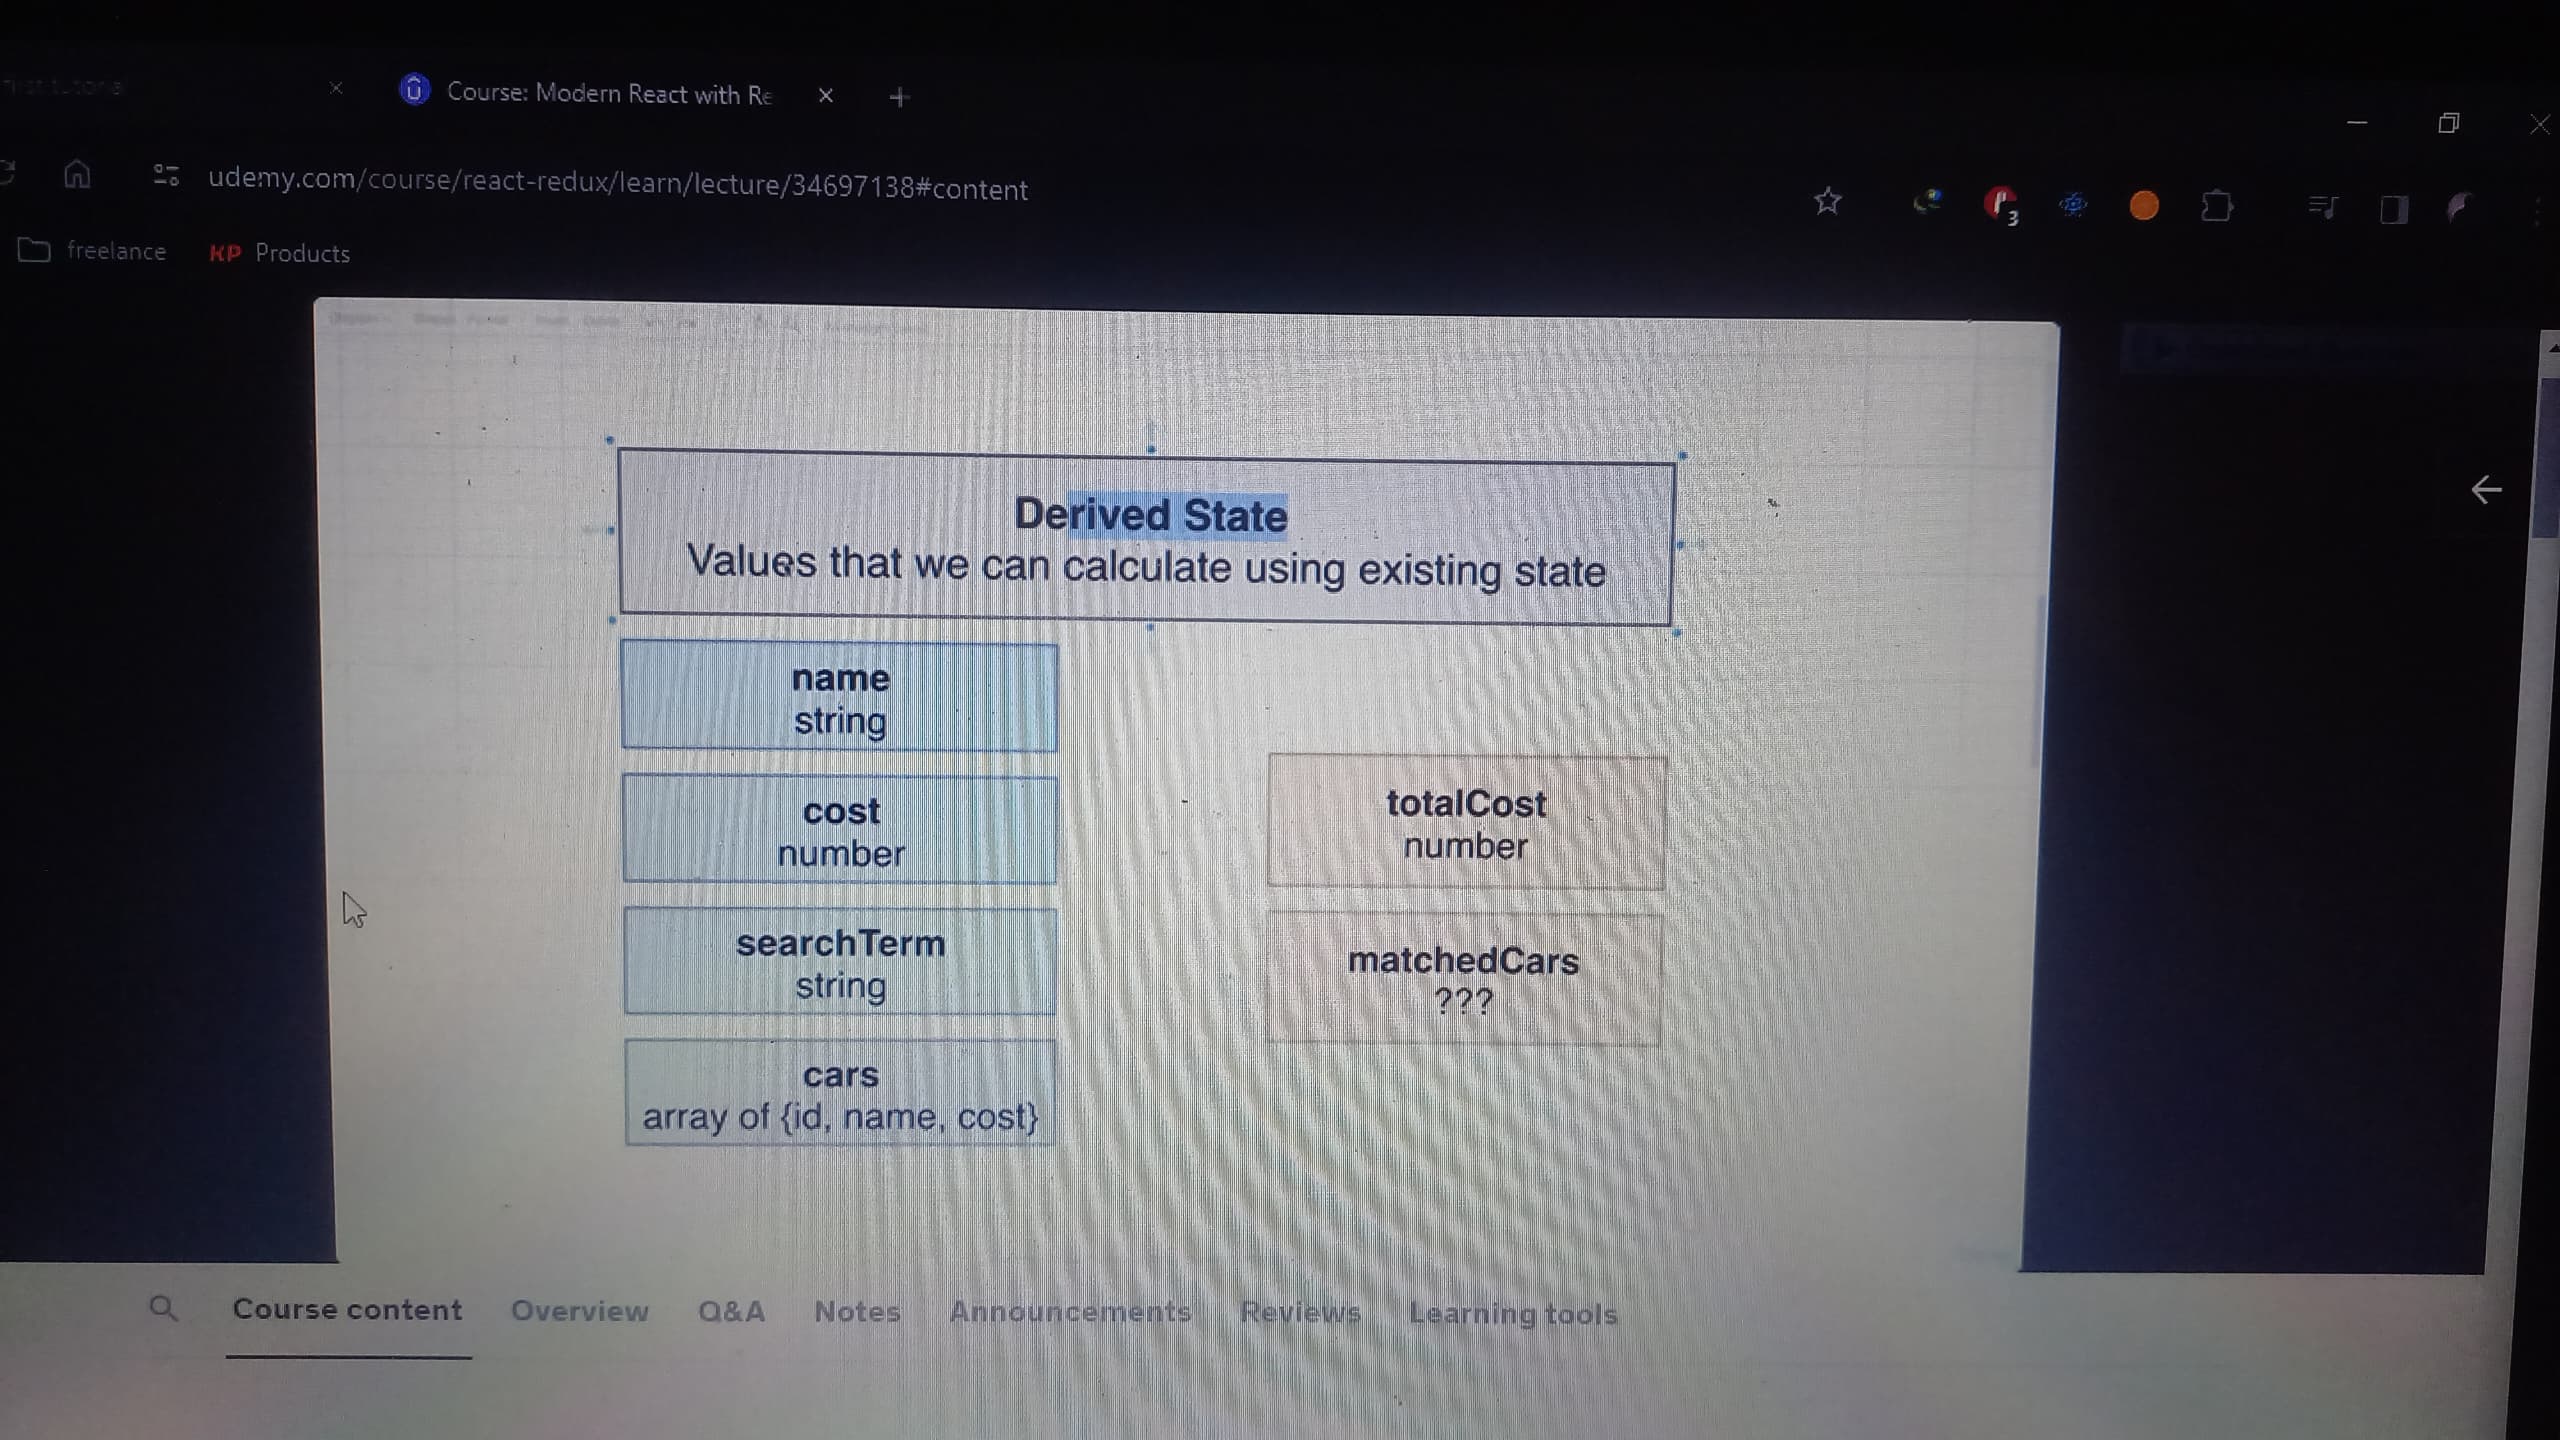 Course: Modern React with Re
udemy.com/course/react-redux/learn/lecture/34697138#content
3
freelance
KP Products
Derived State
Values that we can calculate using existing state
name
string
cost
number
searchTerm
string
cars
array of {id, name, cost}
totalCost
number
matchedCars
???
Course content Overview Q&A Notes Announcements Reviews Learning tools